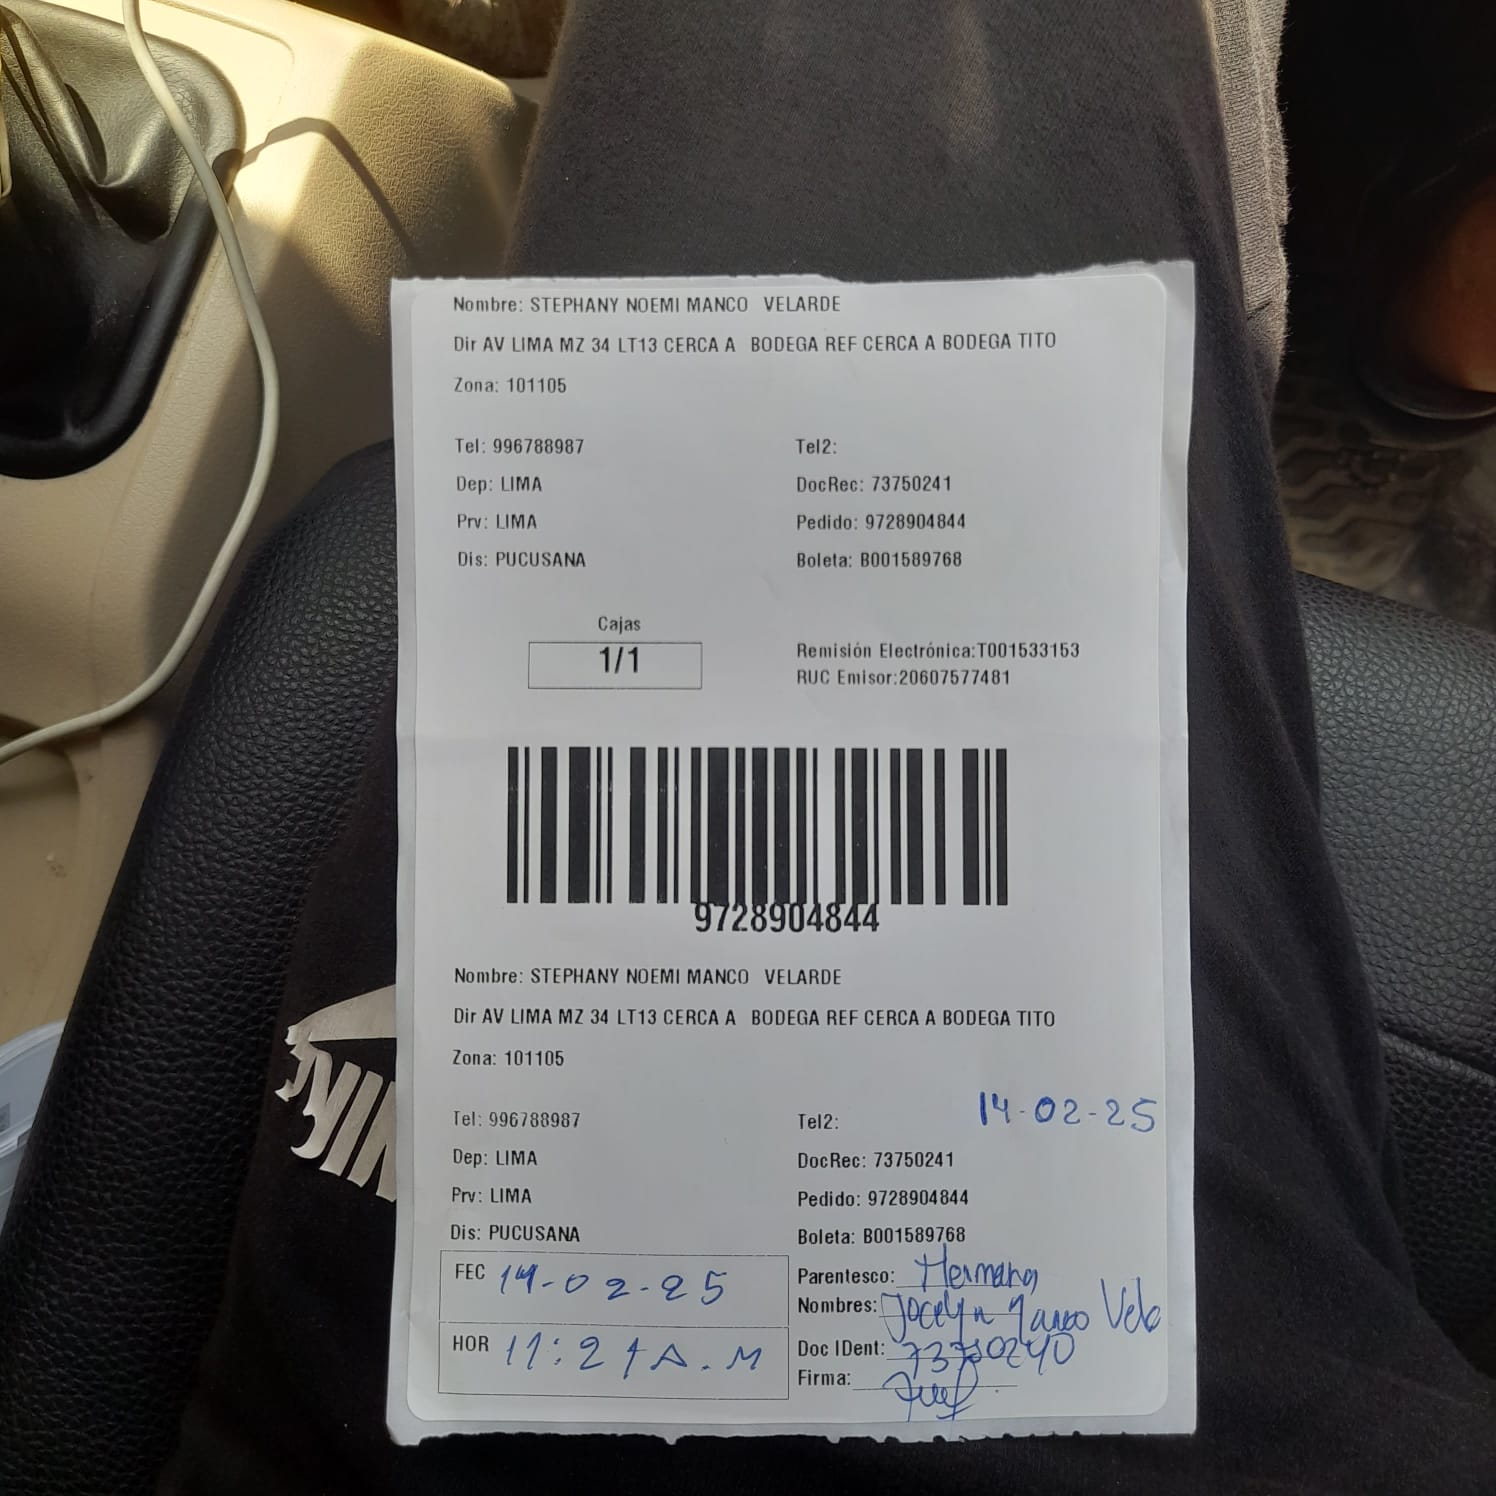 Nombre: STEPHANY NOEMI MANCO VELARDE
Dir AV LIMA MZ 34 LT13 CERCA A BODEGA REF CERCA A BODEGA TITO
Zona: 101105
Tel: 996788987 Tel2:
Dep: LIMA DocRec: 73750241
Prv: LIMA Pedido: 9728904844
Dis: PUCUSANA Boleta: B001589768
Cajas
1/1
Remisión Electrónica:T001533153
RUC Emisor:20607577481
9728904844
Nombre: STEPHANY NOEMI MANCO VELARDE
Dir AV LIMA MZ 34 LT13 CERCA A BODEGA REF CERCA A BODEGA TITO
Zona: 101105
14-02-25
Tel: 996788987 Tel2:
Dep: LIMA DocRec: 73750241
Prv: LIMA Pedido: 9728904844
Dis: PUCUSANA Boleta: B001589768
FEC 14-02-25
HOR 11:21 A.M
Parentesco: Hermana
Nombres: Jocelyn Manco Vela
Doc IDent: 73750240
Firma: